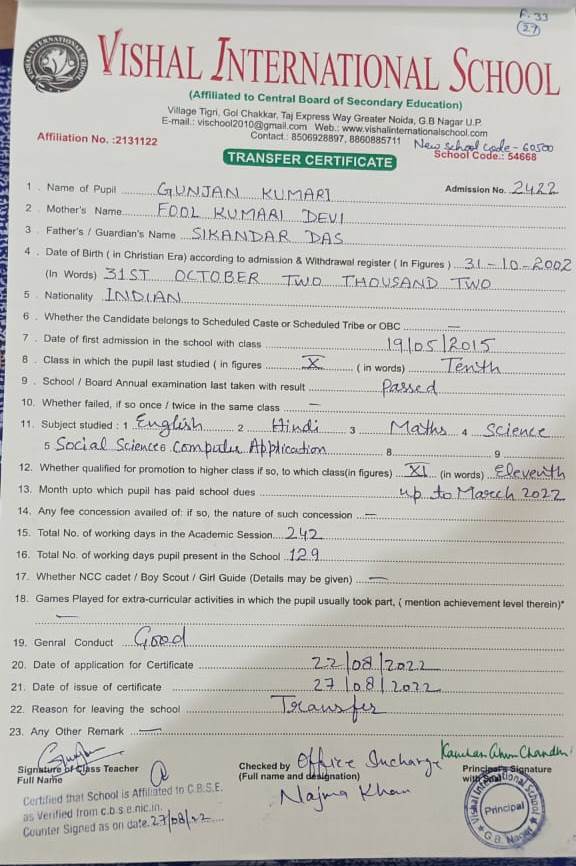 F. 33
(27)
VISHAL INTERNATIONAL SCHOOL
(Affiliated to Central Board of Secondary Education)
Village Tigri, Gol Chakkar, Taj Express Way Greater Noida, G.B Nagar U.P.
E-mail.: vischool2010@gmail.com Web.: www.vishalinternationalschool.com
Contact.: 8506928897, 8860885711 New school code - 60500
Affiliation No. :2131122 School Code.: 54668
TRANSFER CERTIFICATE
1 . Name of Pupil GUNJAN KUMARI Admission No. 2422
2 . Mother's Name FOOL KUMARI DEVI
3 . Father's / Guardian's Name SIKANDAR DAS
4 . Date of Birth ( in Christian Era) according to admission & Withdrawal register ( In Figures ) 31-10-2002
(In Words) 31ST OCTOBER TWO THOUSAND TWO
5 . Nationality INDIAN
6 . Whether the Candidate belongs to Scheduled Caste or Scheduled Tribe or OBC —
7 . Date of first admission in the school with class 19/05/2015
8 . Class in which the pupil last studied ( in figures X ( in words) Tenth
9 . School / Board Annual examination last taken with result Passed
10. Whether failed, if so once / twice in the same class —
11. Subject studied : 1 English 2 Hindi 3 Maths 4 Science
5 Social Science 6 Computer Application 8 9
12. Whether qualified for promotion to higher class if so, to which class(in figures) XI (in words) Eleventh
13. Month upto which pupil has paid school dues up to March 2022
14. Any fee concession availed of: if so, the nature of such concession —
15. Total No. of working days in the Academic Session 242
16. Total No. of working days pupil present in the School 129
17. Whether NCC cadet / Boy Scout / Girl Guide (Details may be given) —
18. Games Played for extra-curricular activities in which the pupil usually took part, ( mention achievement level therein)*
—
19. Genral Conduct Good
20. Date of application for Certificate 22/08/2022
21. Date of issue of certificate 27/08/2022
22. Reason for leaving the school Transfer
23. Any Other Remark —
Signature of Class Teacher
Full Name
Checked by Office Incharge
(Full name and designation) Najma Khan
Principal's Signature
Certified that School is Affiliated to C.B.S.E.
as Verified from c.b.s.e.nic.in.
Counter Signed as on date. 27/08/22
Vishal International School
Principal
G.B. Nagar